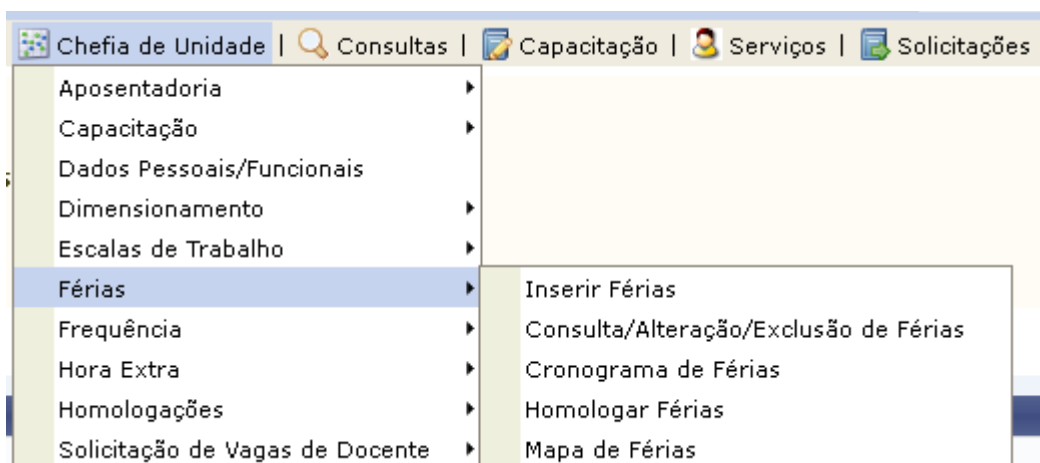 Chefia de Unidade | Consultas | Capacitação | Serviços | Solicitações
Aposentadoria
Capacitação
Dados Pessoais/Funcionais
Dimensionamento
Escalas de Trabalho
Férias
Inserir Férias
Frequência
Consulta/Alteração/Exclusão de Férias
Hora Extra
Cronograma de Férias
Homologações
Homologar Férias
Solicitação de Vagas de Docente
Mapa de Férias